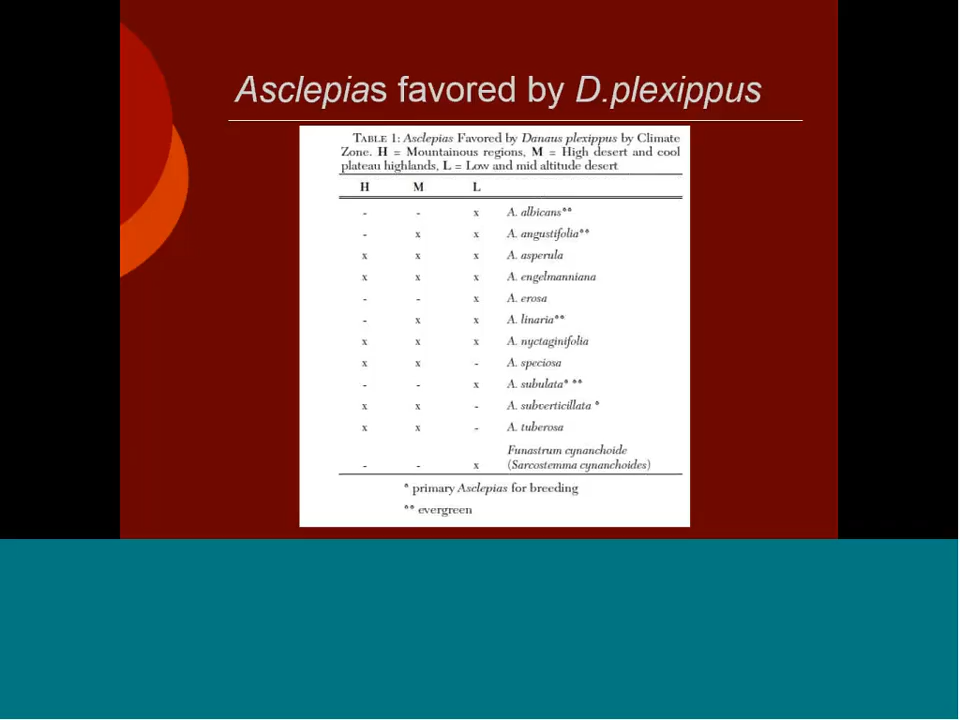 Asclepias favored by D.plexippus
TABLE 1: Asclepias Favored by Danaus plexippus by Climate
Zone. H = Mountainous regions, M = High desert and cool
plateau highlands, L = Low and mid altitude desert
H M L
- - x A. albicans**
- x x A. angustifolia**
x x x A. asperula
x x x A. engelmanniana
- - x A. erosa
- x x A. linaria**
x x x A. nyctaginifolia
x x - A. speciosa
- - x A. subulata* **
x x - A. subverticillata *
x x - A. tuberosa
Funastrum cynanchoide
- - x (Sarcostemma cynanchoides)
* primary Asclepias for breeding
** evergreen